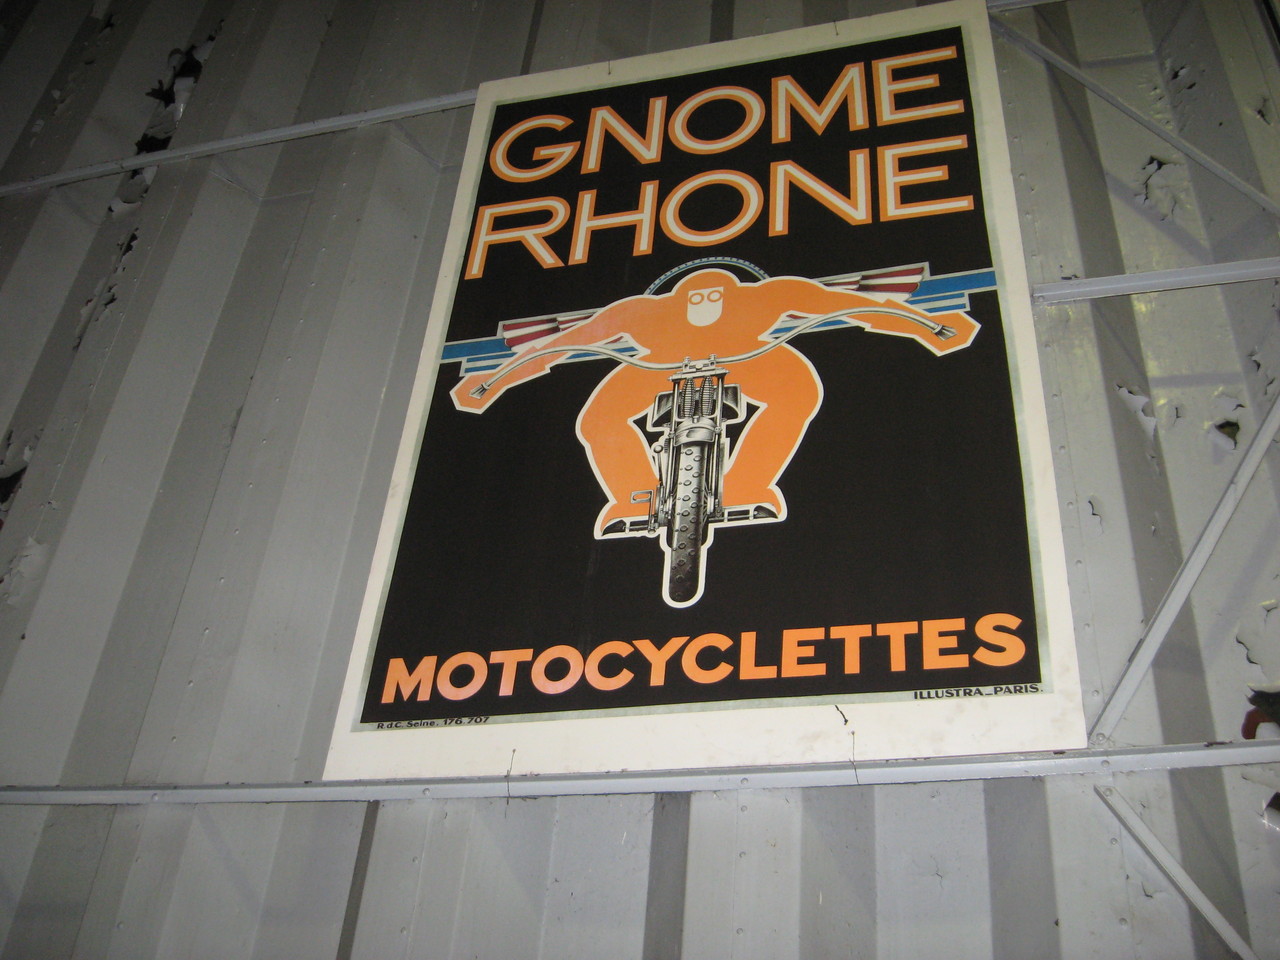 GNOME
RHONE
MOTOCYCLETTES
ILLUSTRA_PARIS.
R.d.C. Seine. 176.707